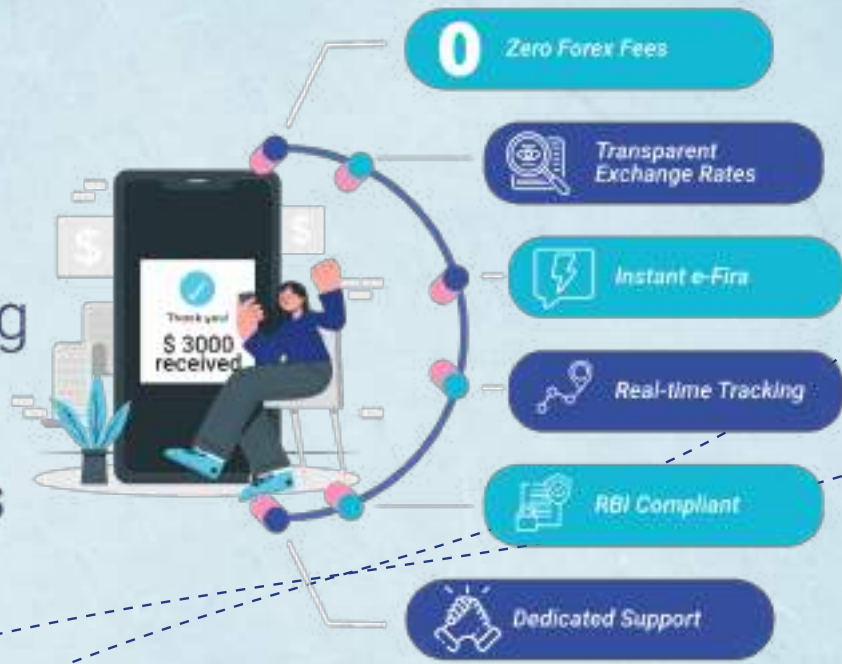 0 Zero Forex Fees
Transparent
Exchange Rates
Instant e-Fira
Thank you!
$ 3000
received
Real-time Tracking
RBI Compliant
Dedicated Support